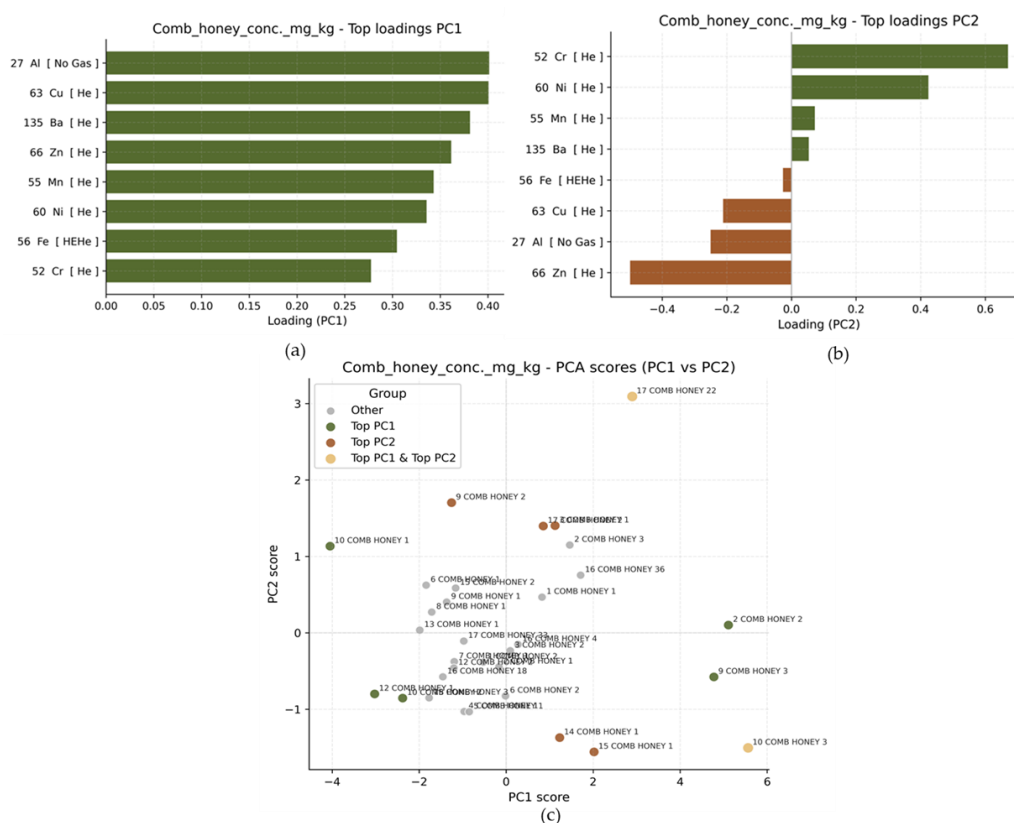 Comb_honey_conc._mg_kg - Top loadings PC1
27 Al [ No Gas ]
63 Cu [ He ]
135 Ba [ He ]
66 Zn [ He ]
55 Mn [ He ]
60 Ni [ He ]
56 Fe [ HEHe ]
52 Cr [ He ]
0.00 0.05 0.10 0.15 0.20 0.25 0.30 0.35 0.40
Loading (PC1)
(a)
Comb_honey_conc._mg_kg - Top loadings PC2
52 Cr [ He ]
60 Ni [ He ]
55 Mn [ He ]
135 Ba [ He ]
56 Fe [ HEHe ]
63 Cu [ He ]
27 Al [ No Gas ]
66 Zn [ He ]
−0.4 −0.2 0.0 0.2 0.4 0.6
Loading (PC2)
(b)
Comb_honey_conc._mg_kg - PCA scores (PC1 vs PC2)
Group
Other
Top PC1
Top PC2
Top PC1 & Top PC2
17 COMB HONEY 22
9 COMB HONEY 2
10 COMB HONEY 1
2 COMB HONEY 3
16 COMB HONEY 36
6 COMB HONEY 1
15 COMB HONEY 2
1 COMB HONEY 1
9 COMB HONEY 1
8 COMB HONEY 1
2 COMB HONEY 2
13 COMB HONEY 1
17 COMB HONEY 33
16 COMB HONEY 4
16 COMB HONEY 18
9 COMB HONEY 3
12 COMB HONEY 1
6 COMB HONEY 2
14 COMB HONEY 1
15 COMB HONEY 1
10 COMB HONEY 3
3
2
1
0
−1
PC2 score
−4 −2 0 2 4 6
PC1 score
(c)